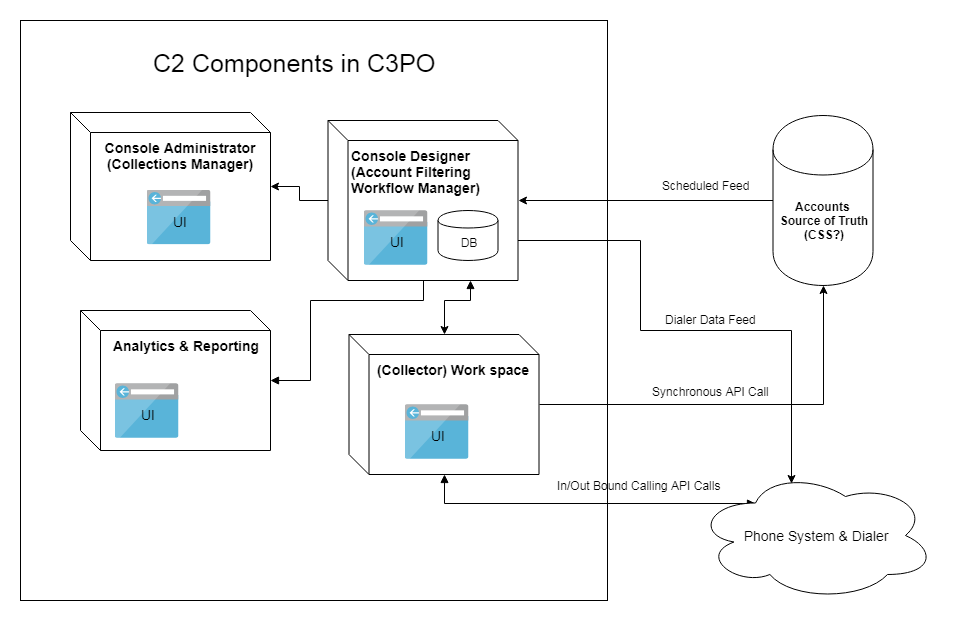 C2 Components in C3PO
Console Administrator
(Collections Manager)
UI
Console Designer
(Account Filtering
Workflow Manager)
UI
DB
Scheduled Feed
Accounts
Source of Truth
(CSS?)
Dialer Data Feed
Analytics & Reporting
UI
(Collector) Work space
UI
Synchronous API Call
In/Out Bound Calling API Calls
Phone System & Dialer